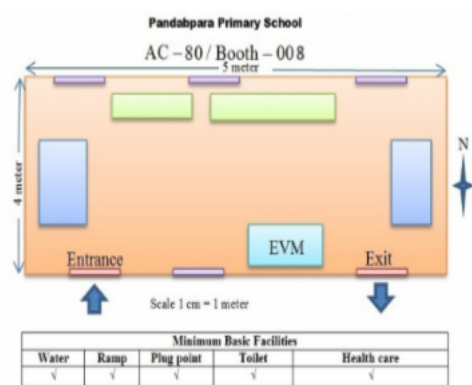 Pandabpara Primary School
AC - 80 / Booth - 008
5 meter
4 meter
N
EVM
Entrance
Exit
Scale 1 cm = 1 meter
Minimum Basic Facilities
Water Ramp Plug point Toilet Health care
√ √ √ √ √